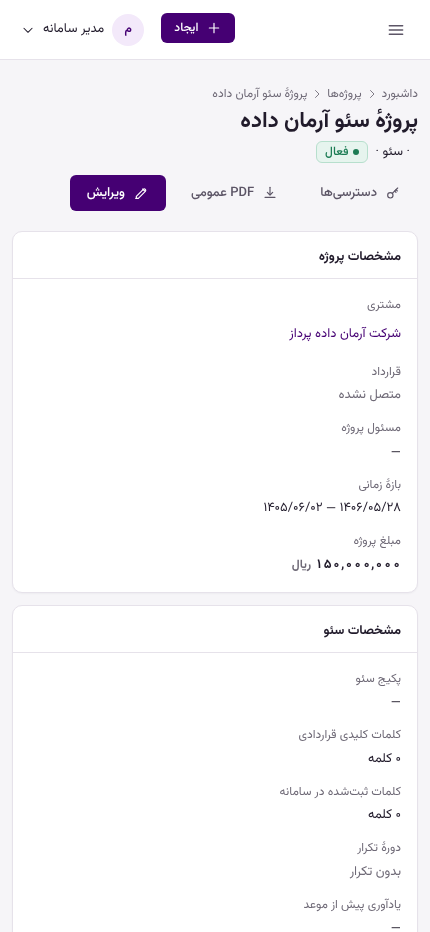 ایجاد
م
مدیر سامانه
داشبورد > پروژه‌ها > پروژهٔ سئو آرمان داده
پروژهٔ سئو آرمان داده
· سئو · فعال
دسترسی‌ها
PDF عمومی
ویرایش
مشخصات پروژه
مشتری
شرکت آرمان داده پرداز
قرارداد
متصل نشده
مسئول پروژه
—
بازهٔ زمانی
۱۴۰۶/۰۵/۲۸ — ۱۴۰۵/۰۶/۰۲
مبلغ پروژه
۱۵۰,۰۰۰,۰۰۰ ریال
مشخصات سئو
پکیج سئو
—
کلمات کلیدی قراردادی
۰ کلمه
کلمات ثبت‌شده در سامانه
۰ کلمه
دورهٔ تکرار
بدون تکرار
یادآوری پیش از موعد
—